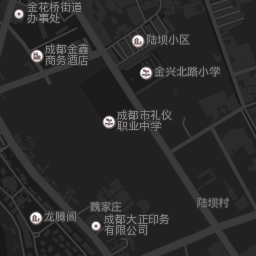 金花桥街道
办事处
陆坝小区
成都金鑫
商务酒店
金兴北路小学
成都市礼仪
职业中学
陆坝村
魏家庄
龙腾阁
成都大正印务
有限公司